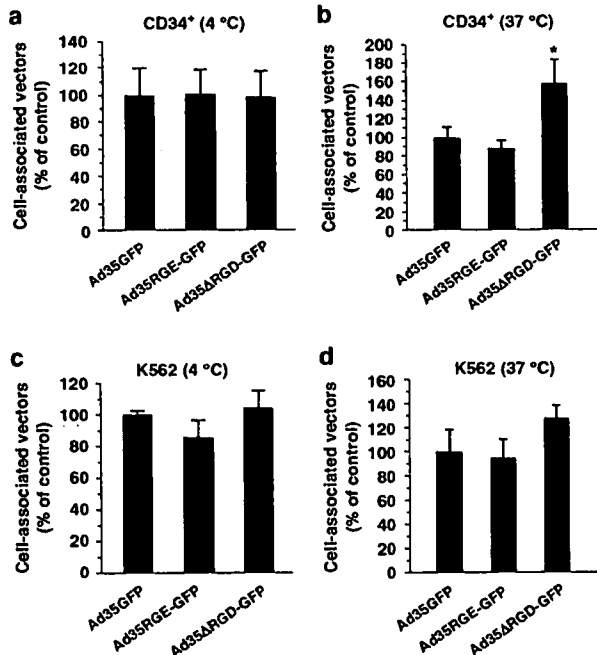 a
CD34+ (4 °C)
Cell-associated vectors
(% of control)
140
120
100
80
60
40
20
0
Ad35GFP
Ad35RGE-GFP
Ad35ΔRGD-GFP
b
CD34+ (37 °C)
Cell-associated vectors
(% of control)
200
180
160
140
120
100
80
60
40
20
0
*
Ad35GFP
Ad35RGE-GFP
Ad35ΔRGD-GFP
c
K562 (4 °C)
Cell-associated vectors
(% of control)
120
100
80
60
40
20
0
Ad35GFP
Ad35RGE-GFP
Ad35ΔRGD-GFP
d
K562 (37 °C)
Cell-associated vectors
(% of control)
160
140
120
100
80
60
40
20
0
Ad35GFP
Ad35RGE-GFP
Ad35ΔRGD-GFP